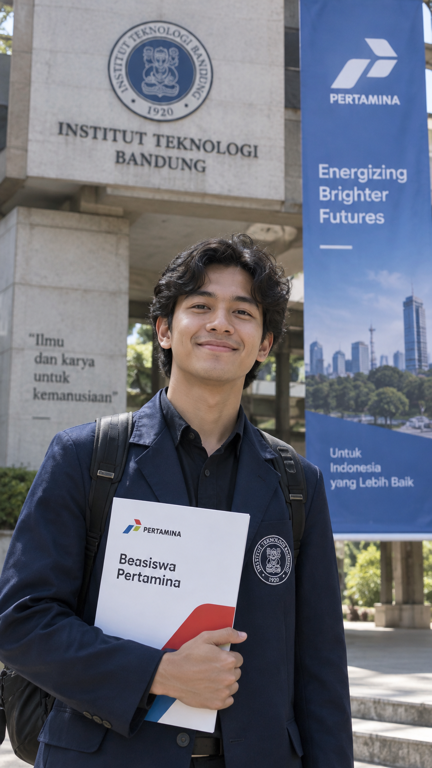 INSTITUT TEKNOLOGI BANDUNG
1920
INSTITUT TEKNOLOGI
BANDUNG
"Ilmu
dan karya
untuk
kemanusiaan"
PERTAMINA
Energizing
Brighter
Futures
Untuk
Indonesia
yang Lebih Baik
PERTAMINA
Beasiswa
Pertamina
INSTITUT TEKNOLOGI BANDUNG
1920